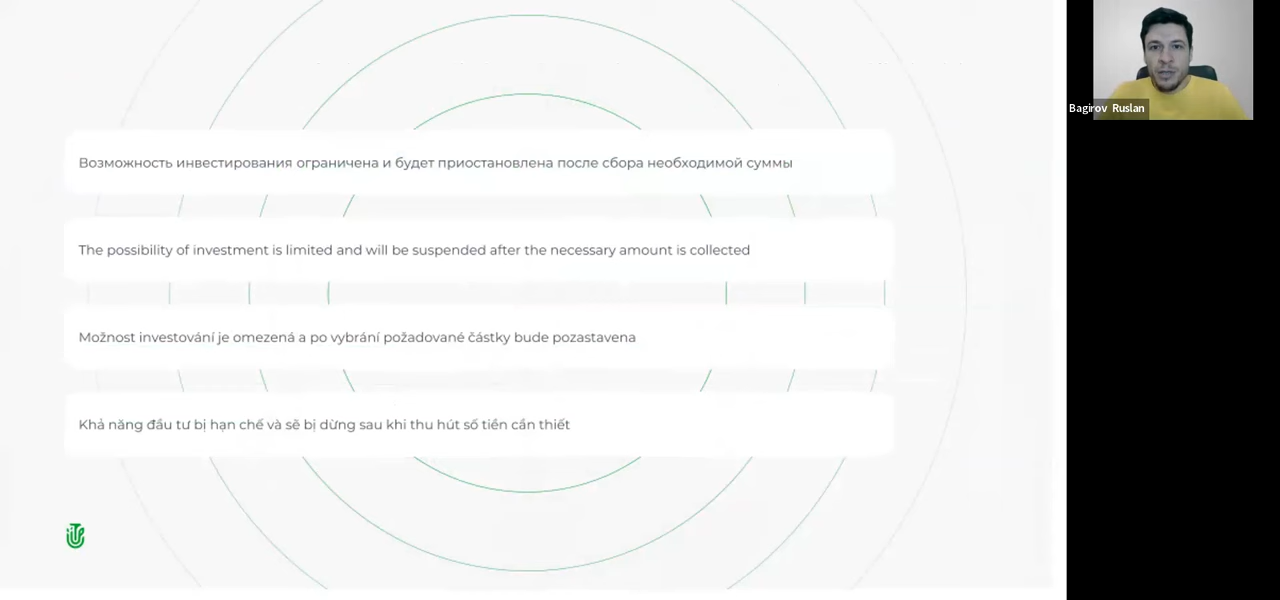 Возможность инвестирования ограничена и будет приостановлена после сбора необходимой суммы
The possibility of investment is limited and will be suspended after the necessary amount is collected
Možnost investování je omezená a po vybrání požadované částky bude pozastavena
Khả năng đầu tư bị hạn chế và sẽ bị dừng sau khi thu hút số tiền cần thiết
Bagirov Ruslan